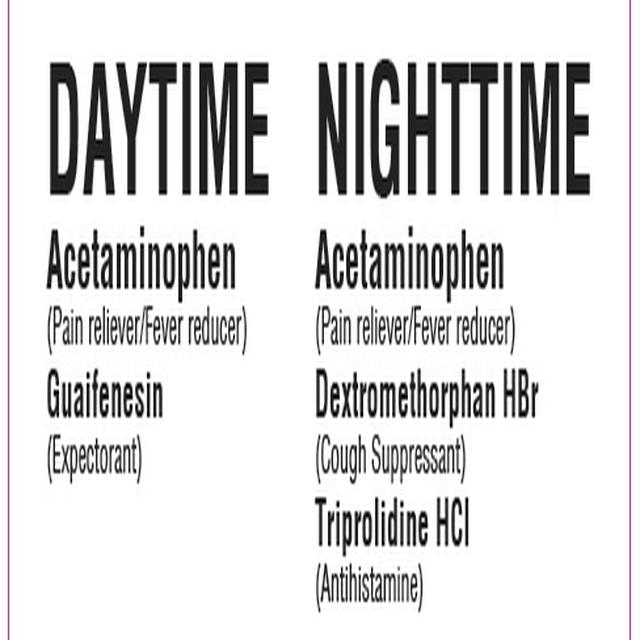 DAYTIME
Acetaminophen
(Pain reliever/Fever reducer)
Guaifenesin
(Expectorant)
NIGHTTIME
Acetaminophen
(Pain reliever/Fever reducer)
Dextromethorphan HBr
(Cough Suppressant)
Triprolidine HCl
(Antihistamine)